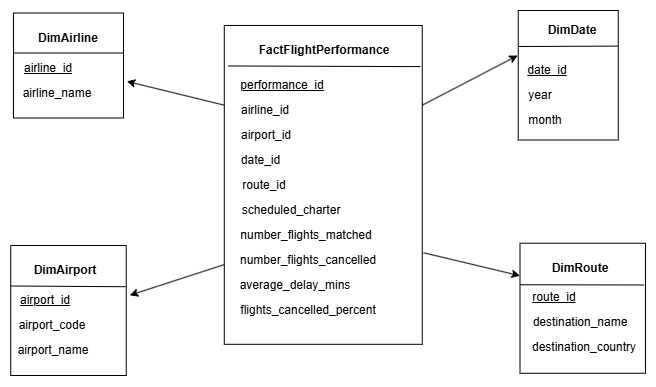 DimAirline
airline_id
airline_name
FactFlightPerformance
performance_id
airline_id
airport_id
date_id
route_id
scheduled_charter
number_flights_matched
number_flights_cancelled
average_delay_mins
flights_cancelled_percent
DimDate
date_id
year
month
DimAirport
airport_id
airport_code
airport_name
DimRoute
route_id
destination_name
destination_country